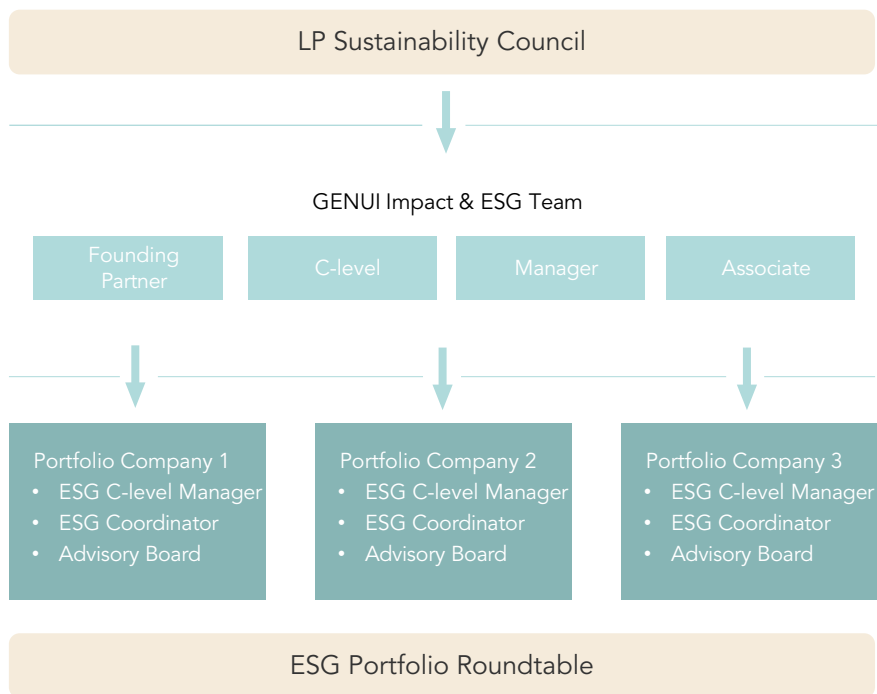 LP Sustainability Council
GENUI Impact & ESG Team
Founding
Partner
C-level
Manager
Associate
Portfolio Company 1
• ESG C-level Manager
• ESG Coordinator
• Advisory Board
Portfolio Company 2
• ESG C-level Manager
• ESG Coordinator
• Advisory Board
Portfolio Company 3
• ESG C-level Manager
• ESG Coordinator
• Advisory Board
ESG Portfolio Roundtable